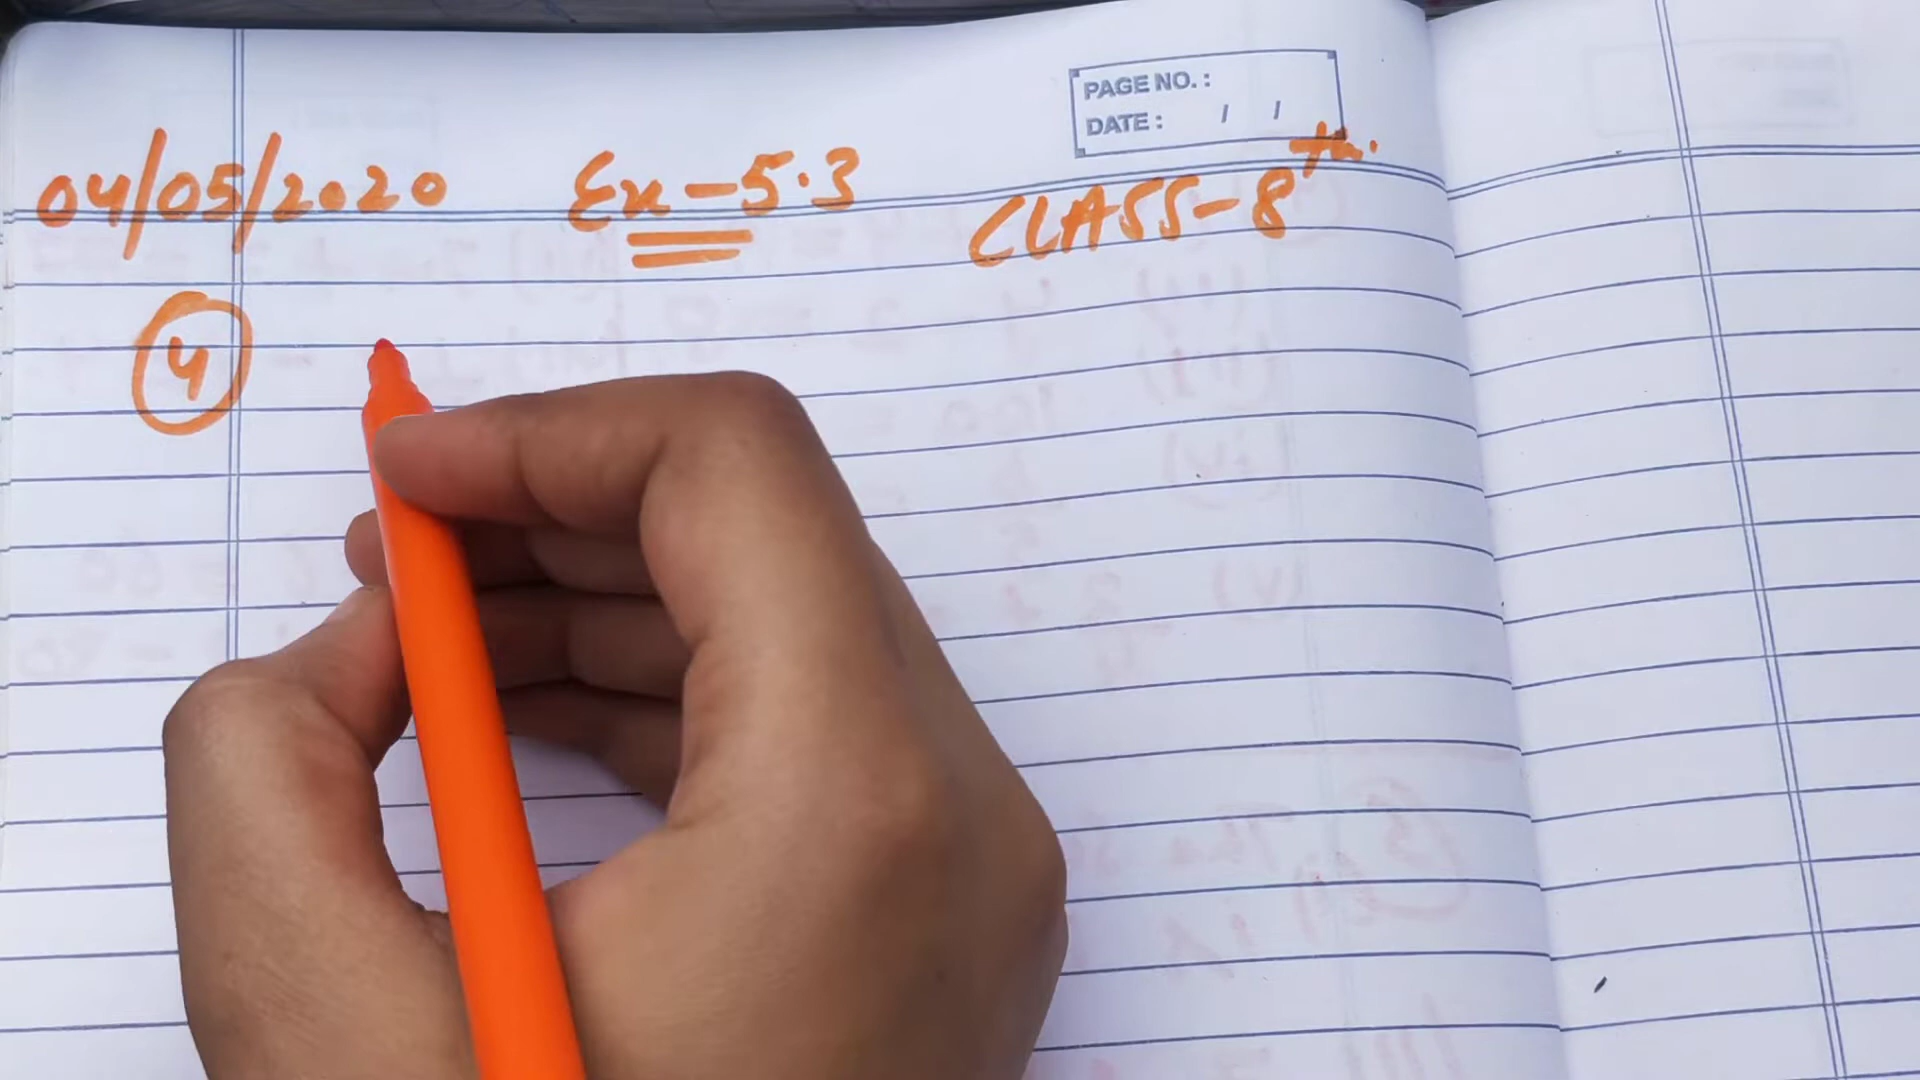 PAGE NO. :
DATE : / /
04/05/2020 Ex-5.3 CLASS-8th.
4